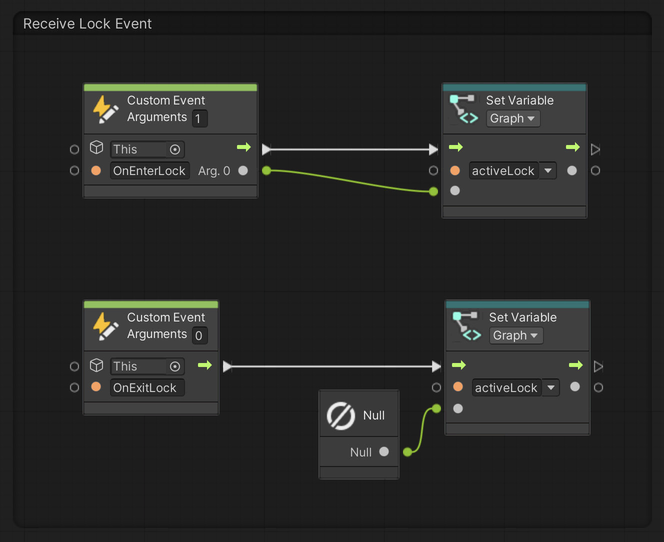 Receive Lock Event
Custom Event
Arguments 1
This
OnEnterLock Arg. 0
Set Variable
Graph
activeLock
Custom Event
Arguments 0
This
OnExitLock
Set Variable
Graph
activeLock
Null
Null